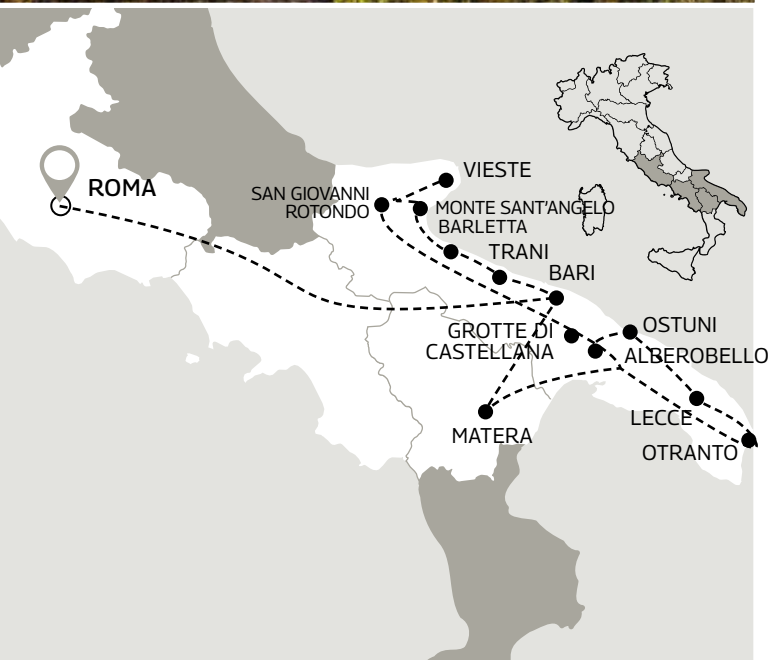 ROMA
VIESTE
SAN GIOVANNI
ROTONDO
MONTE SANT'ANGELO
BARLETTA
TRANI
BARI
GROTTE DI
CASTELLANA
OSTUNI
ALBEROBELLO
LECCE
MATERA
OTRANTO